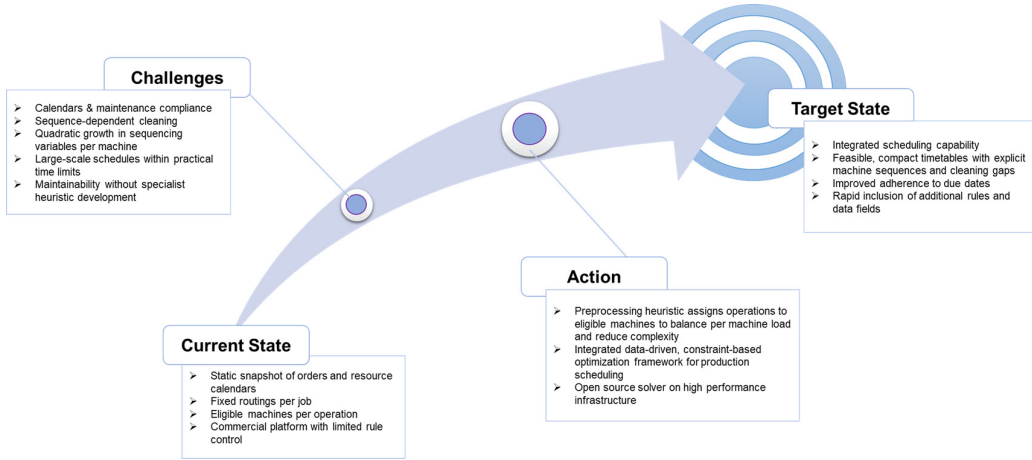 Challenges
➢ Calendars & maintenance compliance
➢ Sequence-dependent cleaning
➢ Quadratic growth in sequencing
variables per machine
➢ Large-scale schedules within practical
time limits
➢ Maintainability without specialist
heuristic development
Current State
➢ Static snapshot of orders and resource
calendars
➢ Fixed routings per job
➢ Eligible machines per operation
➢ Commercial platform with limited rule
control
Action
➢ Preprocessing heuristic assigns operations to
eligible machines to balance per machine load
and reduce complexity
➢ Integrated data-driven, constraint-based
optimization framework for production
scheduling
➢ Open source solver on high performance
infrastructure
Target State
➢ Integrated scheduling capability
➢ Feasible, compact timetables with explicit
machine sequences and cleaning gaps
➢ Improved adherence to due dates
➢ Rapid inclusion of additional rules and
data fields